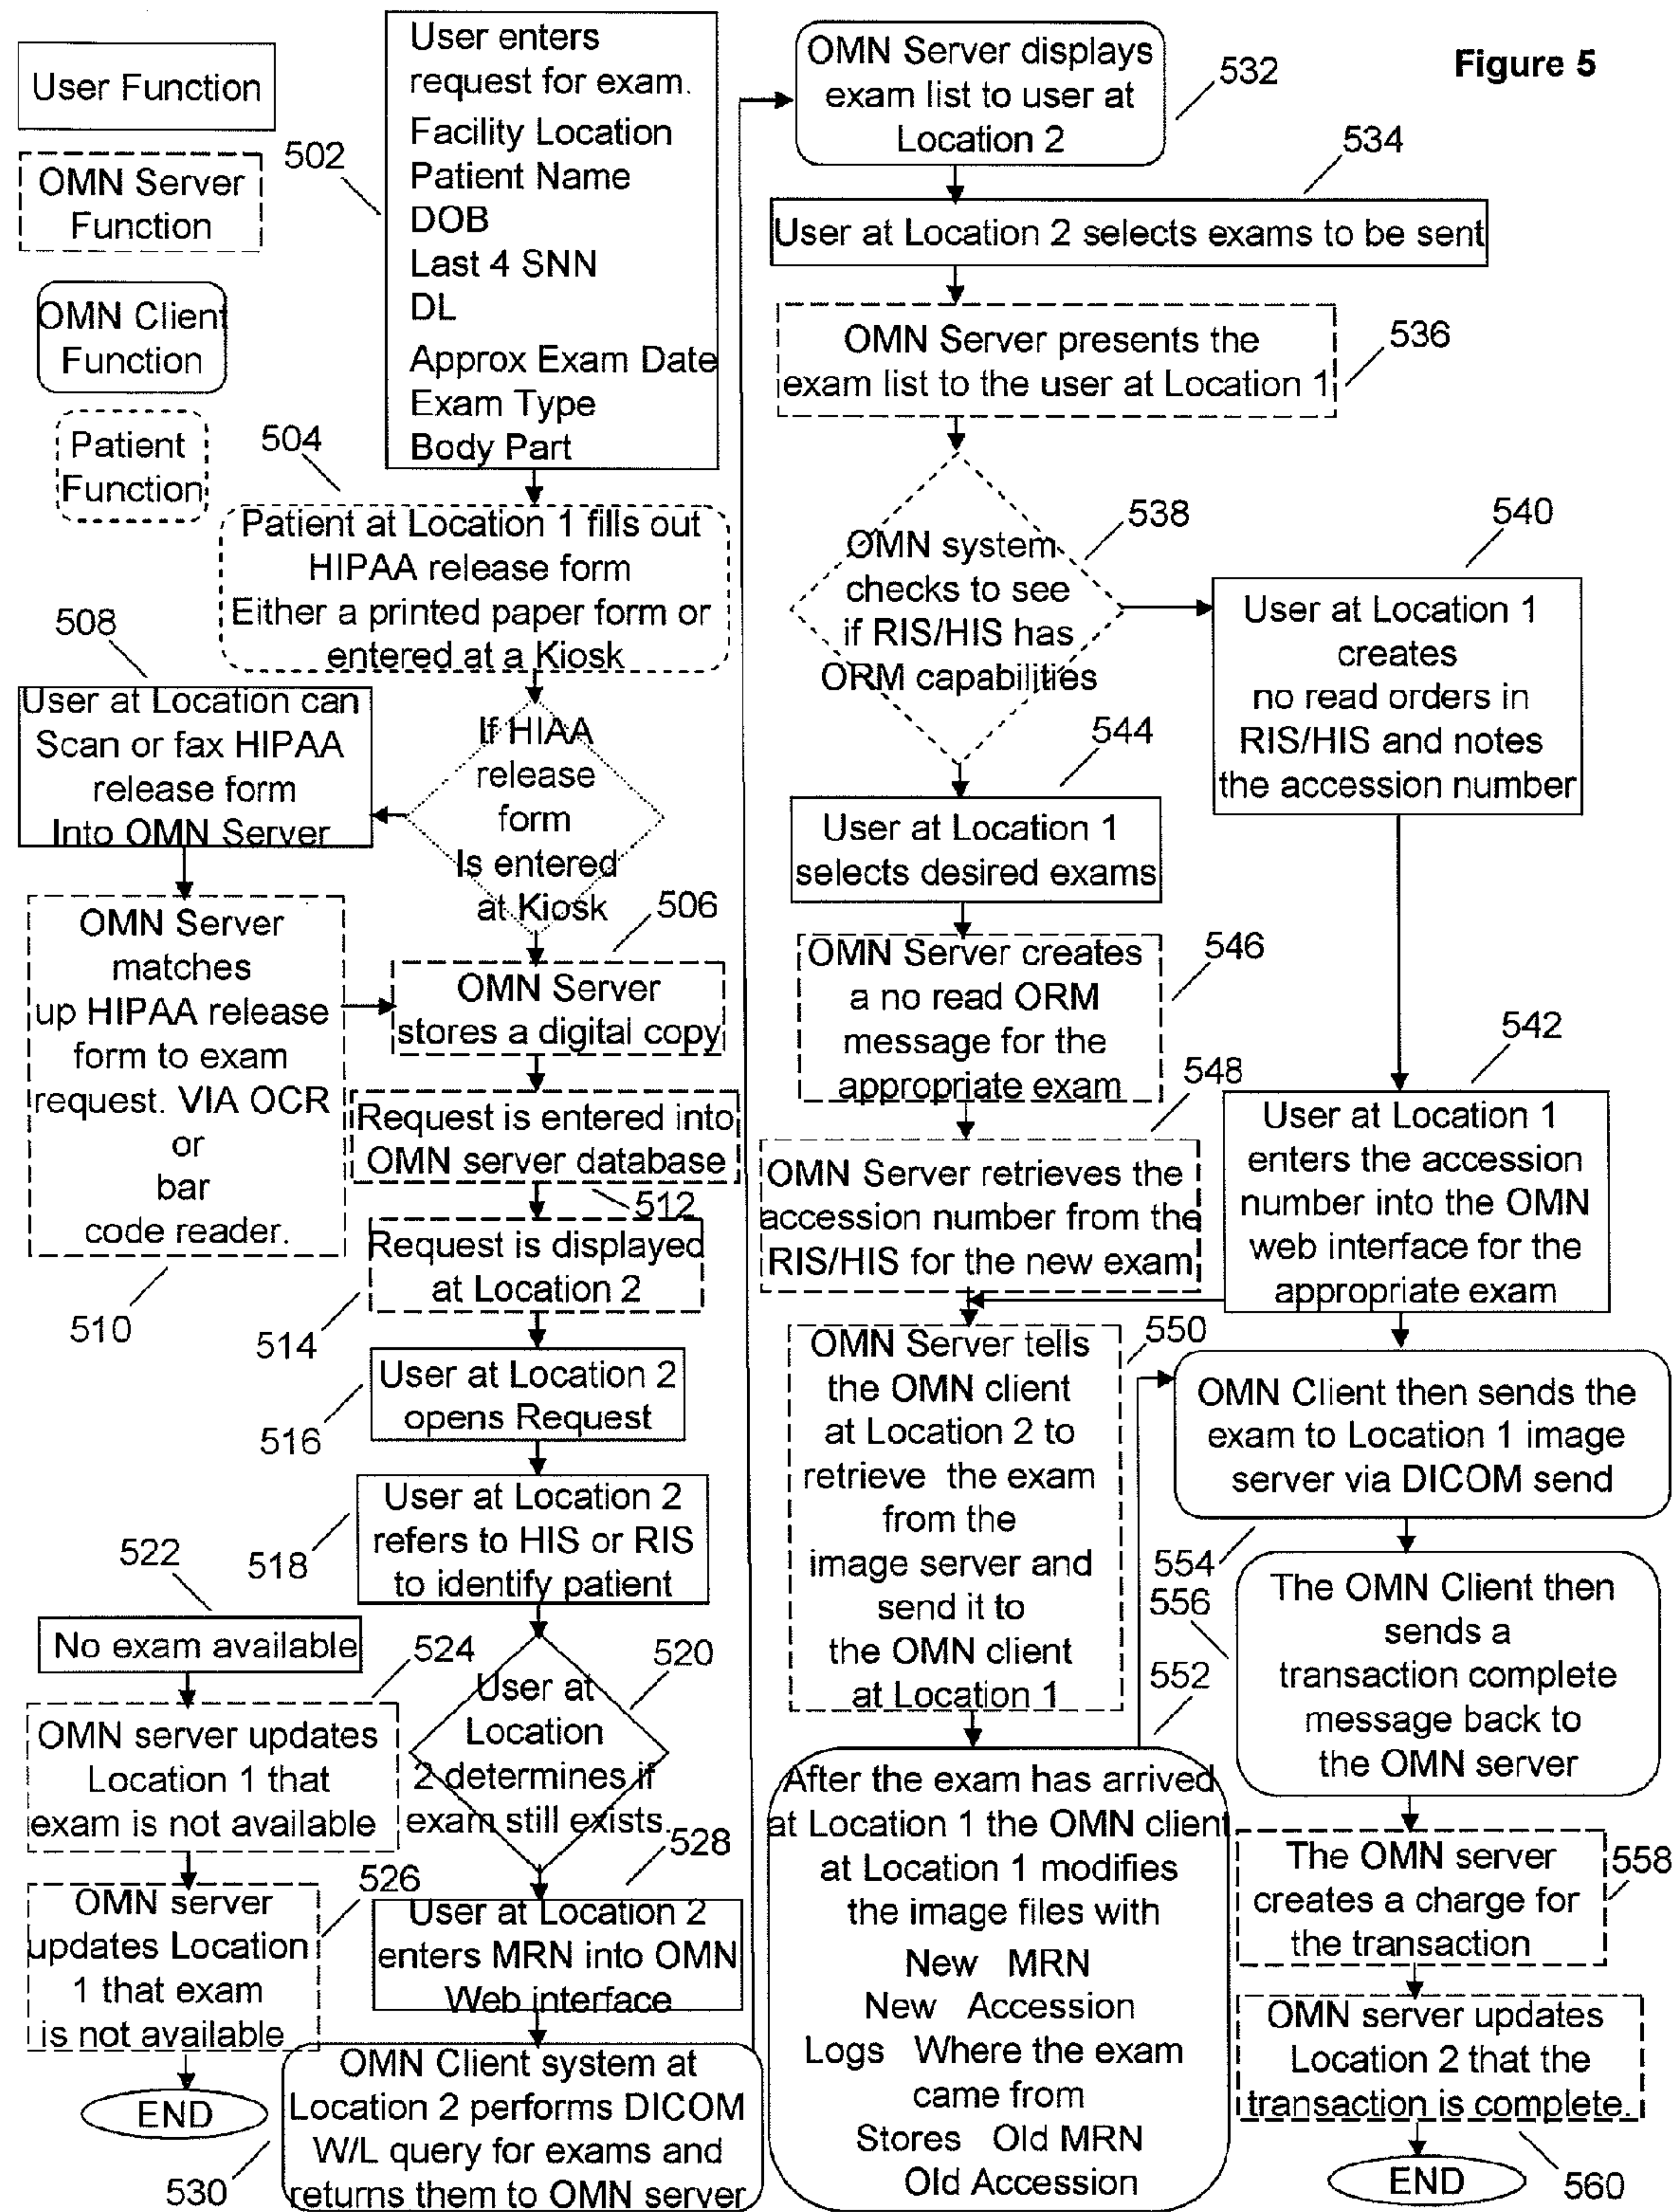 Figure 5
User Function
OMN Server
Function
OMN Client
Function
Patient
Function
502
User enters
request for exam.
Facility Location
Patient Name
DOB
Last 4 SNN
DL
Approx Exam Date
Exam Type
Body Part
504
Patient at Location 1 fills out
HIPAA release form
Either a printed paper form or
entered at a Kiosk
If HIAA
release
form
Is entered
at Kiosk
508
User at Location can
Scan or fax HIPAA
release form
Into OMN Server
OMN Server
matches
up HIPAA release
form to exam
request. VIA OCR
or
bar
code reader.
510
506
OMN Server
stores a digital copy
Request is entered into
OMN server database
512
Request is displayed
at Location 2
514
User at Location 2
opens Request
516
User at Location 2
refers to HIS or RIS
to identify patient
518
520
User at
Location
2 determines if
exam still exists.
522
No exam available
524
OMN server updates
Location 1 that
exam is not available
526
OMN server
updates Location
1 that exam
is not available
END
528
User at Location 2
enters MRN into OMN
Web interface
OMN Client system at
Location 2 performs DICOM
W/L query for exams and
returns them to OMN server
530
OMN Server displays
exam list to user at
Location 2
532
534
User at Location 2 selects exams to be sent
OMN Server presents the
exam list to the user at Location 1
536
OMN system
checks to see
if RIS/HIS has
ORM capabilities
538
540
User at Location 1
creates
no read orders in
RIS/HIS and notes
the accession number
544
User at Location 1
selects desired exams
OMN Server creates
a no read ORM
message for the
appropriate exam
546
548
OMN Server retrieves the
accession number from the
RIS/HIS for the new exam
542
User at Location 1
enters the accession
number into the OMN
web interface for the
appropriate exam
550
OMN Server tells
the OMN client
at Location 2 to
retrieve the exam
from the
image server and
send it to
the OMN client
at Location 1
552
After the exam has arrived
at Location 1 the OMN client
at Location 1 modifies
the image files with
New MRN
New Accession
Logs Where the exam
came from
Stores Old MRN
Old Accession
OMN Client then sends the
exam to Location 1 image
server via DICOM send
554
556
The OMN Client then
sends a
transaction complete
message back to
the OMN server
The OMN server
creates a charge for
the transaction
558
OMN server updates
Location 2 that the
transaction is complete.
560
END